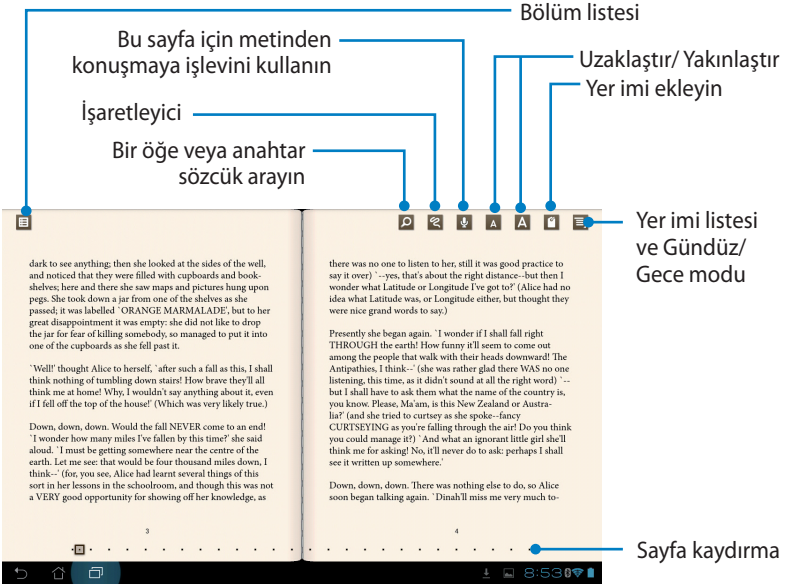 Bölüm listesi
Bu sayfa için metinden
konuşmaya işlevini kullanın
Uzaklaştır/ Yakınlaştır
Yer imi ekleyin
İşaretleyici
Bir öğe veya anahtar
sözcük arayın
A
A
Yer imi listesi
ve Gündüz/
Gece modu
dark to see anything; then she looked at the sides of the well,
and noticed that they were filled with cupboards and book-
shelves; here and there she saw maps and pictures hung upon
pegs. She took down a jar from one of the shelves as she
passed; it was labelled `ORANGE MARMALADE', but to her
great disappointment it was empty: she did not like to drop
the jar for fear of killing somebody, so managed to put it into
one of the cupboards as she fell past it.
`Well!' thought Alice to herself, `after such a fall as this, I shall
think nothing of tumbling down stairs! How brave they'll all
think me at home! Why, I wouldn't say anything about it, even
if I fell off the top of the house!' (Which was very likely true.)
Down, down, down. Would the fall NEVER come to an end!
`I wonder how many miles I've fallen by this time?' she said
aloud. `I must be getting somewhere near the centre of the
earth. Let me see: that would be four thousand miles down, I
think--' (for, you see, Alice had learnt several things of this
sort in her lessons in the schoolroom, and though this was not
a VERY good opportunity for showing off her knowledge, as
3
there was no one to listen to her, still it was good practice to
say it over) `--yes, that's about the right distance--but then I
wonder what Latitude or Longitude I've got to?' (Alice had no
idea what Latitude was, or Longitude either, but thought they
were nice grand words to say.)
Presently she began again. `I wonder if I shall fall right
THROUGH the earth! How funny it'll seem to come out
among the people that walk with their heads downward! The
Antipathies, I think--' (she was rather glad there WAS no one
listening, this time, as it didn't sound at all the right word) `--
but I shall have to ask them what the name of the country is,
you know. Please, Ma'am, is this New Zealand or Austra-
lia?' (and she tried to curtsey as she spoke--fancy
CURTSEYING as you're falling through the air! Do you think
you could manage it?) `And what an ignorant little girl she'll
think me for asking! No, it'll never do to ask: perhaps I shall
see it written up somewhere.'
Down, down, down. There was nothing else to do, so Alice
soon began talking again. `Dinah'll miss me very much to-
4
Sayfa kaydırma
8:53